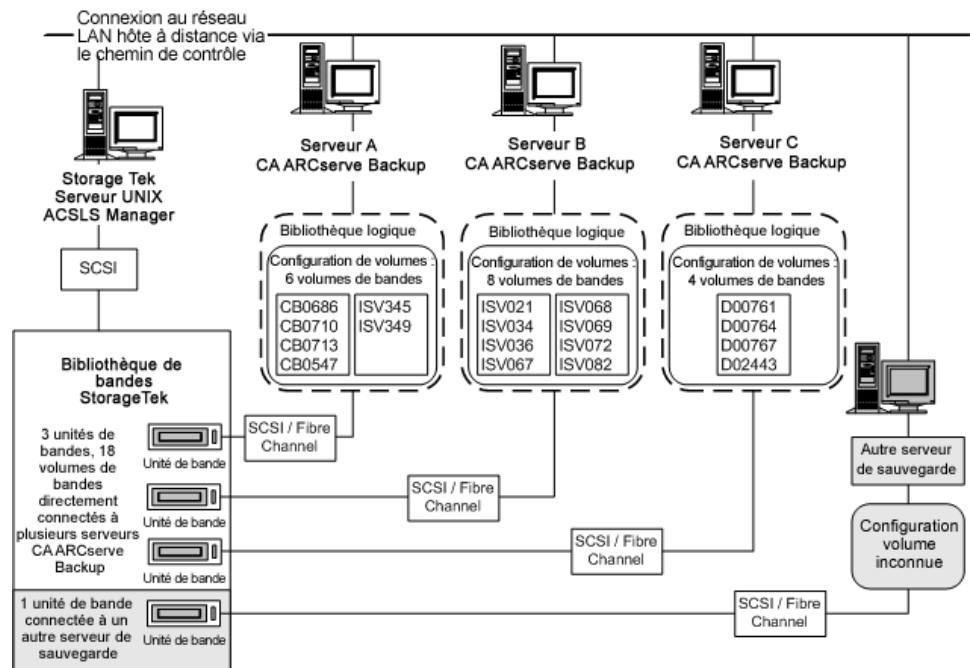 Connexion au réseau
LAN hôte à distance via
le chemin de contrôle
Storage Tek
Serveur UNIX
ACSLS Manager
SCSI
Serveur A
CA ARCserve Backup
Serveur B
CA ARCserve Backup
Serveur C
CA ARCserve Backup
Bibliothèque logique
Configuration de volumes :
6 volumes de bandes
CB0686
CB0710
CB0713
CB0547
ISV345
ISV349
Bibliothèque logique
Configuration de volumes :
8 volumes de bandes
ISV021
ISV034
ISV036
ISV067
ISV068
ISV069
ISV072
ISV082
Bibliothèque logique
Configuration de volumes :
4 volumes de bandes
D00761
D00764
D00767
D02443
Autre serveur
de sauvegarde
Configuration
volume
inconnue
Bibliothèque de
bandes
StorageTek
3 unités de
bandes, 18
volumes de
bandes
directement
connectés à
plusieurs serveurs
CA ARCserve
Backup
Unité de bande
Unité de bande
Unité de bande
1 unité de bande
connectée à un
autre serveur de
sauvegarde
Unité de bande
SCSI / Fibre
Channel
SCSI / Fibre
Channel
SCSI / Fibre
Channel
SCSI / Fibre
Channel